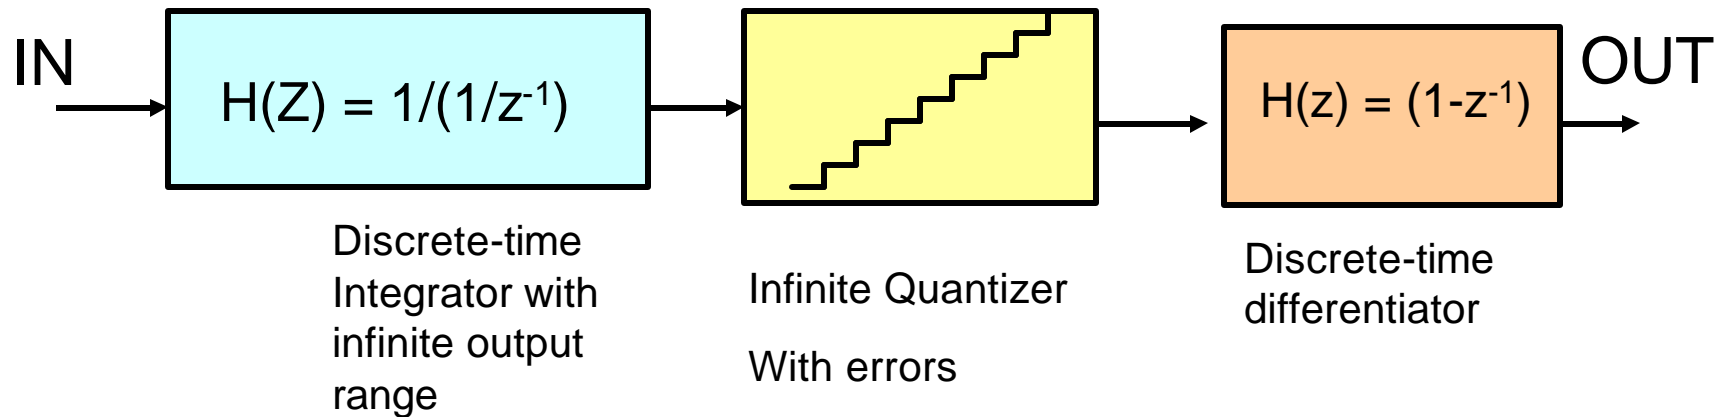 IN
H(Z) = 1/(1/z⁻¹)
H(z) = (1-z⁻¹)
OUT
Discrete-time
Integrator with
infinite output
range
Infinite Quantizer
With errors
Discrete-time
differentiator